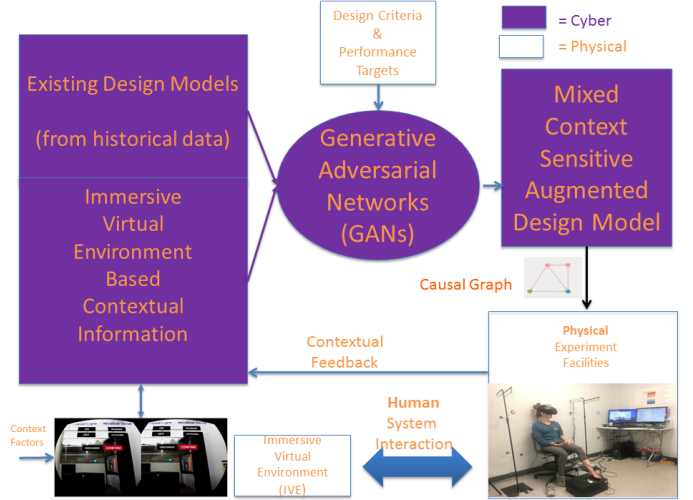 Design Criteria
&
Performance
Targets
= Cyber
= Physical
Existing Design Models
(from historical data)
Generative
Adversarial
Networks
(GANs)
Mixed
Context
Sensitive
Augmented
Design Model
Immersive
Virtual
Environment
Based
Contextual
Information
Causal Graph
Physical
Experiment
Facilities
Contextual
Feedback
Context
Factors
Human
System
Interaction
Immersive
Virtual
Environment
(IVE)